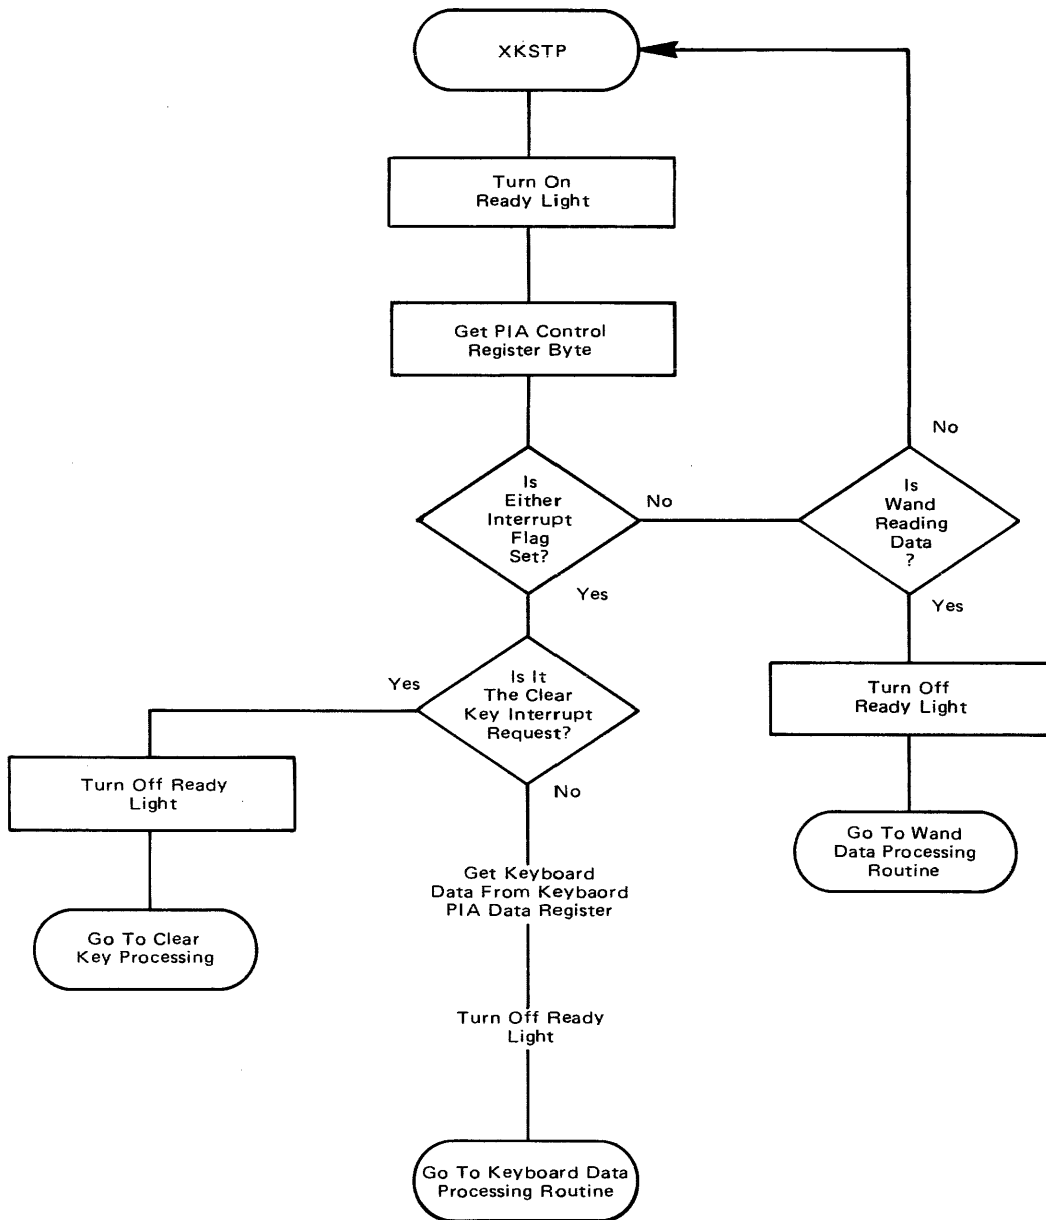 XKSTP
Turn On
Ready Light
Get PIA Control
Register Byte
No
Is
Either
Interrupt
Flag
Set?
No
Is
Wand
Reading
Data
?
Yes
Yes
Is It
The Clear
Key Interrupt
Request?
Yes
Turn Off
Ready Light
Turn Off Ready
Light
No
Go To Wand
Data Processing
Routine
Get Keyboard
Data From Keybaord
PIA Data Register
Go To Clear
Key Processing
Turn Off Ready
Light
Go To Keyboard Data
Processing Routine